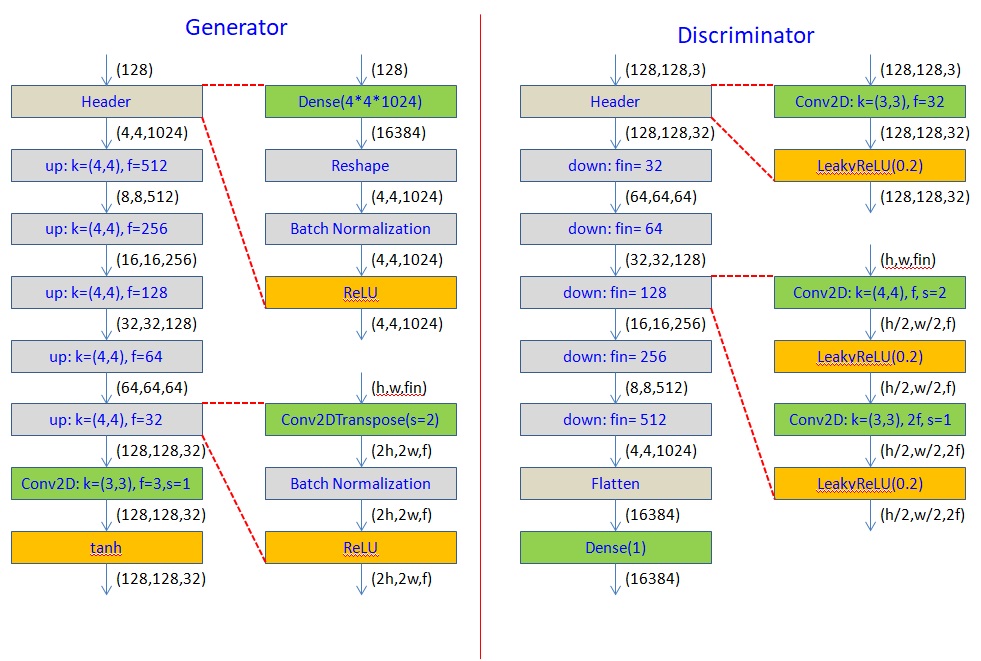 Generator
(128)
Header
(4,4,1024)
up: k=(4,4), f=512
(8,8,512)
up: k=(4,4), f=256
(16,16,256)
up: k=(4,4), f=128
(32,32,128)
up: k=(4,4), f=64
(64,64,64)
up: k=(4,4), f=32
(128,128,32)
Conv2D: k=(3,3), f=3,s=1
(128,128,32)
tanh
(128,128,32)
(128)
Dense(4*4*1024)
(16384)
Reshape
(4,4,1024)
Batch Normalization
(4,4,1024)
ReLU
(4,4,1024)
(h,w,fin)
Conv2DTranspose(s=2)
(2h,2w,f)
Batch Normalization
(2h,2w,f)
ReLU
(2h,2w,f)
Discriminator
(128,128,3)
Header
(128,128,32)
down: fin= 32
(64,64,64)
down: fin= 64
(32,32,128)
down: fin= 128
(16,16,256)
down: fin= 256
(8,8,512)
down: fin= 512
(4,4,1024)
Flatten
(16384)
Dense(1)
(16384)
(128,128,3)
Conv2D: k=(3,3), f=32
(128,128,32)
LeakyReLU(0.2)
(128,128,32)
(h,w,fin)
Conv2D: k=(4,4), f, s=2
(h/2,w/2,f)
LeakyReLU(0.2)
(h/2,w/2,f)
Conv2D: k=(3,3), 2f, s=1
(h/2,w/2,2f)
LeakyReLU(0.2)
(h/2,w/2,2f)